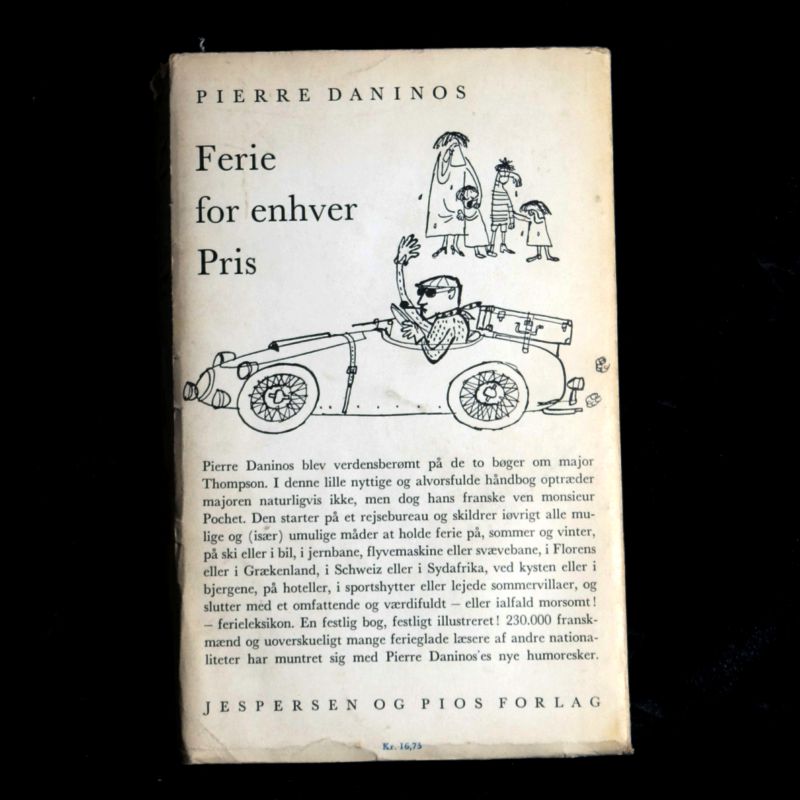 PIERRE DANINOS
Ferie
for enhver
Pris
Pierre Daninos blev verdensberømt på de to bøger om major
Thompson. I denne lille nyttige og alvorsfulde håndbog optræder
majoren naturligvis ikke, men dog hans franske ven monsieur
Pochet. Den starter på et rejsebureau og skildrer iøvrigt alle mu-
lige og (især) umulige måder at holde ferie på, sommer og vinter,
på ski eller i bil, i jernbane, flyvemaskine eller svævebane, i Florens
eller i Grækenland, i Schweiz eller i Sydafrika, ved kysten eller i
bjergene, på hoteller, i sportshytter eller lejede sommervillaer, og
slutter med et omfattende og værdifuldt – eller ialfald morsomt!
– ferieleksikon. En festlig bog, festligt illustreret! 230.000 fransk-
mænd og uoverskueligt mange ferieglade læsere af andre nationa-
liteter har muntret sig med Pierre Daninos'es nye humoresker.
JESPERSEN OG PIOS FORLAG
Kr. 16,75